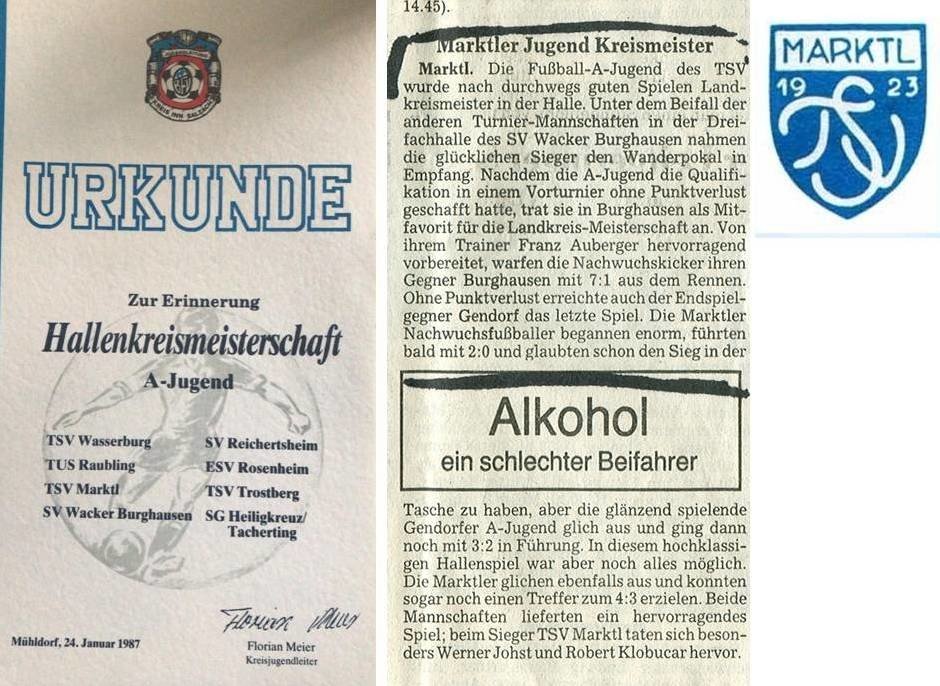 JUGENDLEITUNG
KREIS INN SALZACH
URKUNDE
Zur Erinnerung
Hallenkreismeisterschaft
A-Jugend
TSV Wasserburg
TUS Raubling
TSV Marktl
SV Wacker Burghausen
SV Reichertsheim
ESV Rosenheim
TSV Trostberg
SG Heiligkreuz/
Tacherting
Mühldorf, 24. Januar 1987
Florian Meier
Kreisjugendleiter
14.45).
Marktler Jugend Kreismeister
Marktl. Die Fußball-A-Jugend des TSV
wurde nach durchwegs guten Spielen Land-
kreismeister in der Halle. Unter dem Beifall der
anderen Turnier-Mannschaften in der Drei-
fachhalle des SV Wacker Burghausen nahmen
die glücklichen Sieger den Wanderpokal in
Empfang. Nachdem die A-Jugend die Qualifi-
kation in einem Vorturnier ohne Punktverlust
geschafft hatte, trat sie in Burghausen als Mit-
favorit für die Landkreis-Meisterschaft an. Von
ihrem Trainer Franz Auberger hervorragend
vorbereitet, warfen die Nachwuchskicker ihren
Gegner Burghausen mit 7:1 aus dem Rennen.
Ohne Punktverlust erreichte auch der Endspiel-
gegner Gendorf das letzte Spiel. Die Marktler
Nachwuchsfußballer begannen enorm, führten
bald mit 2:0 und glaubten schon den Sieg in der
Alkohol
ein schlechter Beifahrer
Tasche zu haben, aber die glänzend spielende
Gendorfer A-Jugend glich aus und ging dann
noch mit 3:2 in Führung. In diesem hochklassi-
gen Hallenspiel war aber noch alles möglich.
Die Marktler glichen ebenfalls aus und konnten
sogar noch einen Treffer zum 4:3 erzielen. Beide
Mannschaften lieferten ein hervorragendes
Spiel; beim Sieger TSV Marktl taten sich beson-
ders Werner Johst und Robert Klobucar hervor.
MARKTL
19 23
TSV